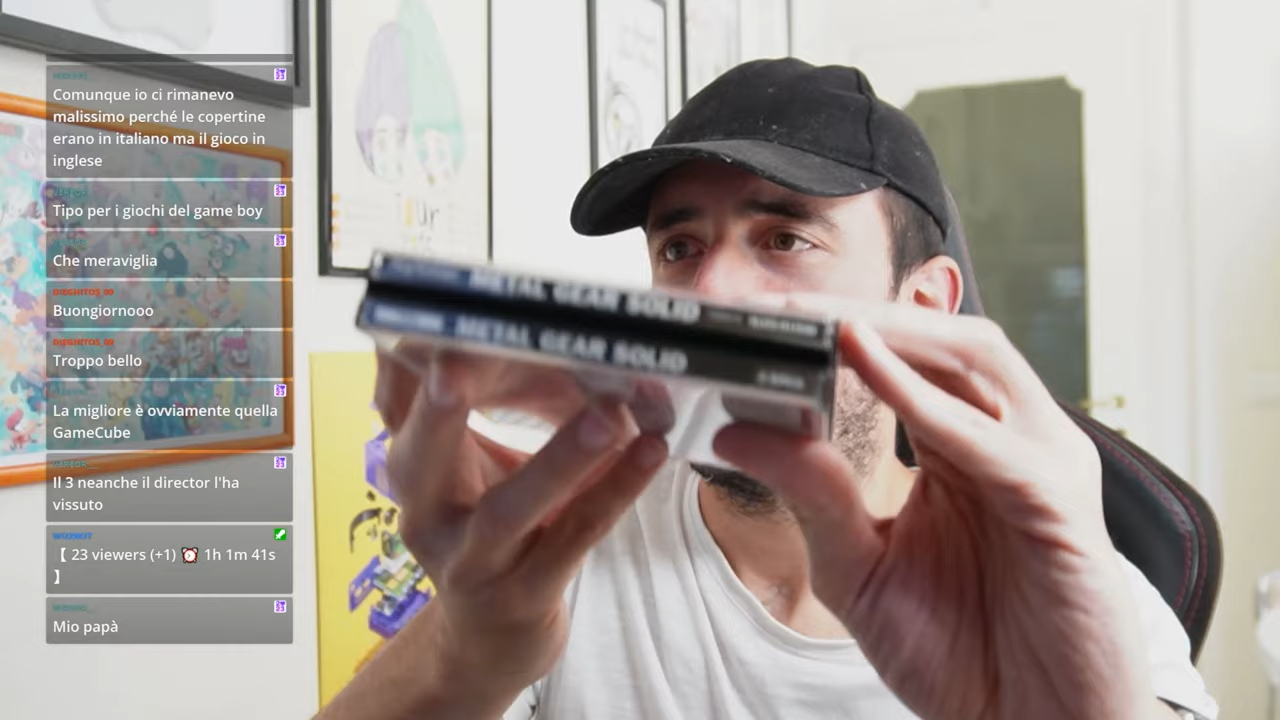 Comunque io ci rimanevo
malissimo perché le copertine
erano in italiano ma il gioco in
inglese
Tipo per i giochi del game boy
Che meraviglia
DIEGHITOS_09
Buongiornooo
DIEGHITOS_09
Troppo bello
La migliore è ovviamente quella
GameCube
Il 3 neanche il director l'ha
vissuto
【 23 viewers (+1) ⏰ 1h 1m 41s
】
Mio papà
METAL GEAR SOLID
METAL GEAR SOLID